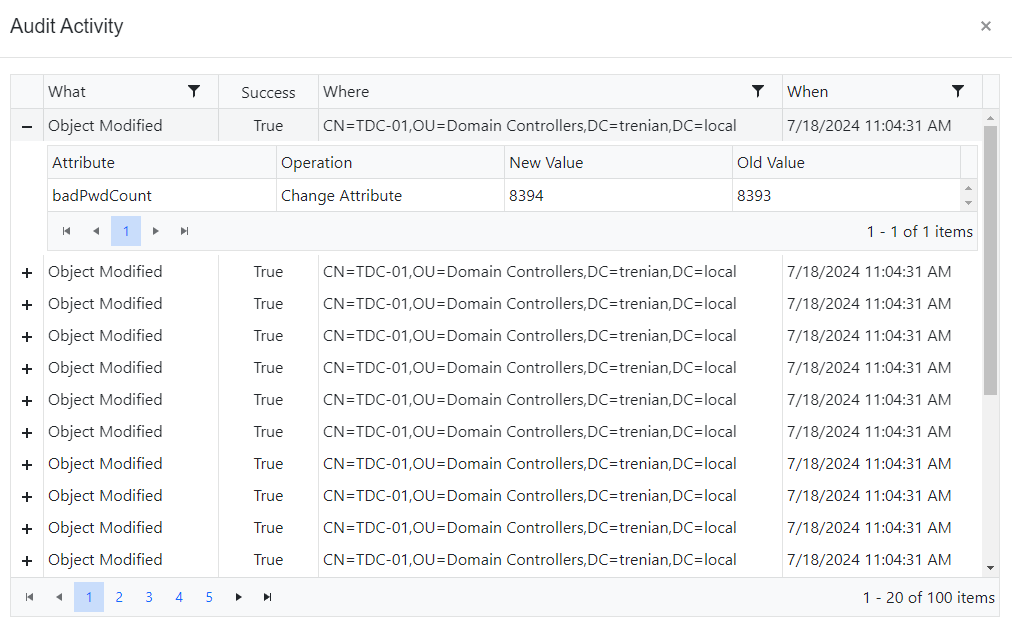 Audit Activity ×
What Success Where When
− Object Modified True CN=TDC-01,OU=Domain Controllers,DC=trenian,DC=local 7/18/2024 11:04:31 AM
Attribute Operation New Value Old Value
badPwdCount Change Attribute 8394 8393
1 1 - 1 of 1 items
+ Object Modified True CN=TDC-01,OU=Domain Controllers,DC=trenian,DC=local 7/18/2024 11:04:31 AM
+ Object Modified True CN=TDC-01,OU=Domain Controllers,DC=trenian,DC=local 7/18/2024 11:04:31 AM
+ Object Modified True CN=TDC-01,OU=Domain Controllers,DC=trenian,DC=local 7/18/2024 11:04:31 AM
+ Object Modified True CN=TDC-01,OU=Domain Controllers,DC=trenian,DC=local 7/18/2024 11:04:31 AM
+ Object Modified True CN=TDC-01,OU=Domain Controllers,DC=trenian,DC=local 7/18/2024 11:04:31 AM
+ Object Modified True CN=TDC-01,OU=Domain Controllers,DC=trenian,DC=local 7/18/2024 11:04:31 AM
+ Object Modified True CN=TDC-01,OU=Domain Controllers,DC=trenian,DC=local 7/18/2024 11:04:31 AM
+ Object Modified True CN=TDC-01,OU=Domain Controllers,DC=trenian,DC=local 7/18/2024 11:04:31 AM
+ Object Modified True CN=TDC-01,OU=Domain Controllers,DC=trenian,DC=local 7/18/2024 11:04:31 AM
+ Object Modified True CN=TDC-01,OU=Domain Controllers,DC=trenian,DC=local 7/18/2024 11:04:31 AM
1 2 3 4 5 1 - 20 of 100 items